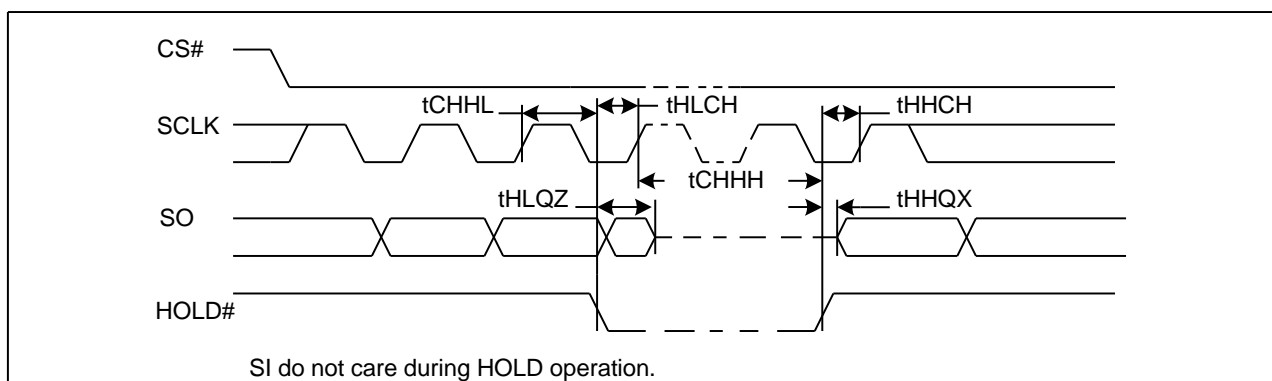 CS#
tCHHL
tHLCH
tHHCH
SCLK
tCHHH
tHLQZ
tHHQX
SO
HOLD#
SI do not care during HOLD operation.